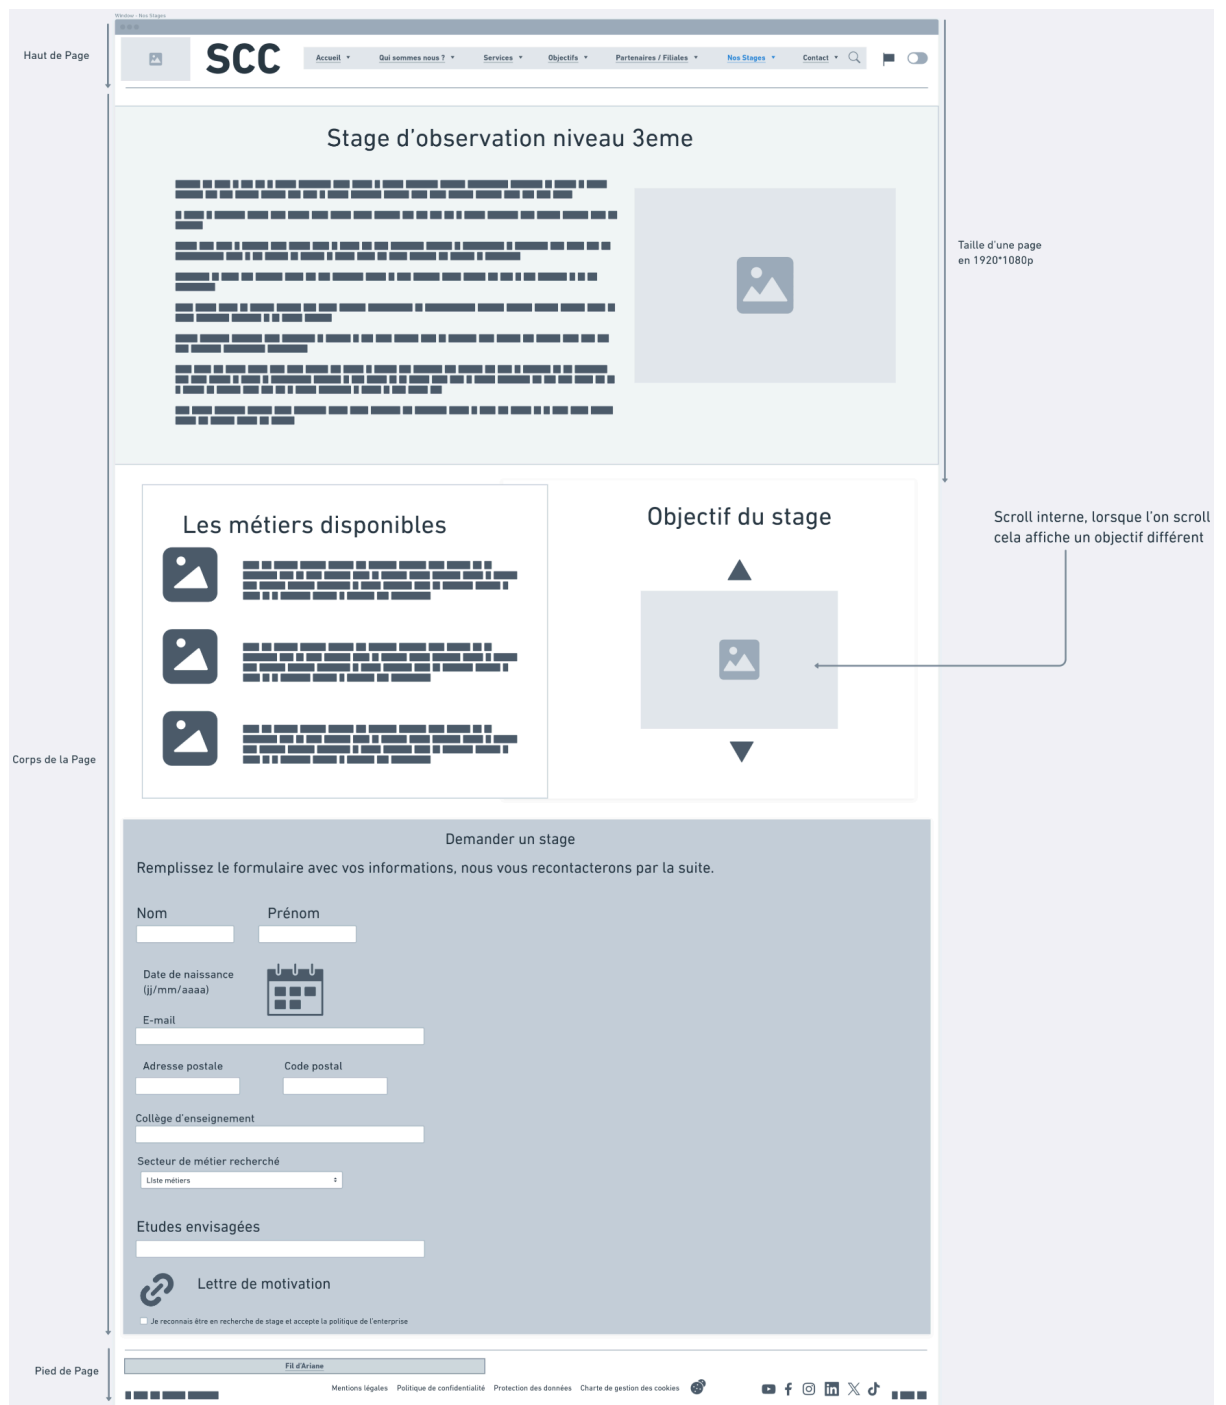 Window - Nos Stages
Haut de Page
SCC
Accueil
Qui sommes nous ?
Services
Objectifs
Partenaires / Filiales
Nos Stages
Contact
Stage d'observation niveau 3eme
Taille d'une page
en 1920*1080p
Les métiers disponibles
Objectif du stage
Scroll interne, lorsque l'on scroll
cela affiche un objectif différent
Corps de la Page
Demander un stage
Remplissez le formulaire avec vos informations, nous vous recontacterons par la suite.
Nom
Prénom
Date de naissance
(jj/mm/aaaa)
E-mail
Adresse postale
Code postal
Collège d'enseignement
Secteur de métier recherché
LIste métiers
Etudes envisagées
Lettre de motivation
Je reconnais être en recherche de stage et accepte la politique de l'enterprise
Pied de Page
Fil d'Ariane
Mentions légales
Politique de confidentialité
Protection des données
Charte de gestion des cookies